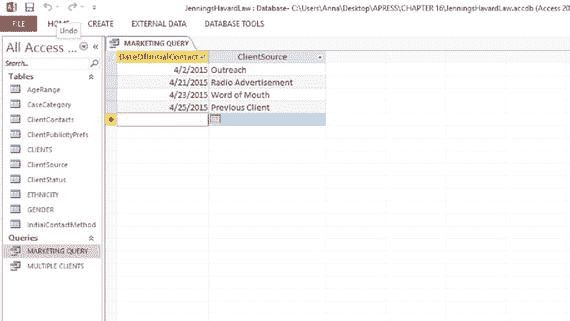 JenningsHavardLaw : Database- C:\Users\Anna\Desktop\APRESS\CHAPTER 16\JenningsHavardLaw.accdb (Access 20
FILE HOME CREATE EXTERNAL DATA DATABASE TOOLS
Undo
All Access ...
Search...
Tables
AgeRange
CaseCategory
ClientContacts
ClientPublicityPrefs
CLIENTS
ClientSource
ClientStatus
ETHNICITY
GENDER
InitialContactMethod
Queries
MARKETING QUERY
MULTIPLE CLIENTS
MARKETING QUERY
DateOfInitialContact ClientSource
4/2/2015 Outreach
4/21/2015 Radio Advertisement
4/23/2015 Word of Mouth
4/25/2015 Previous Client